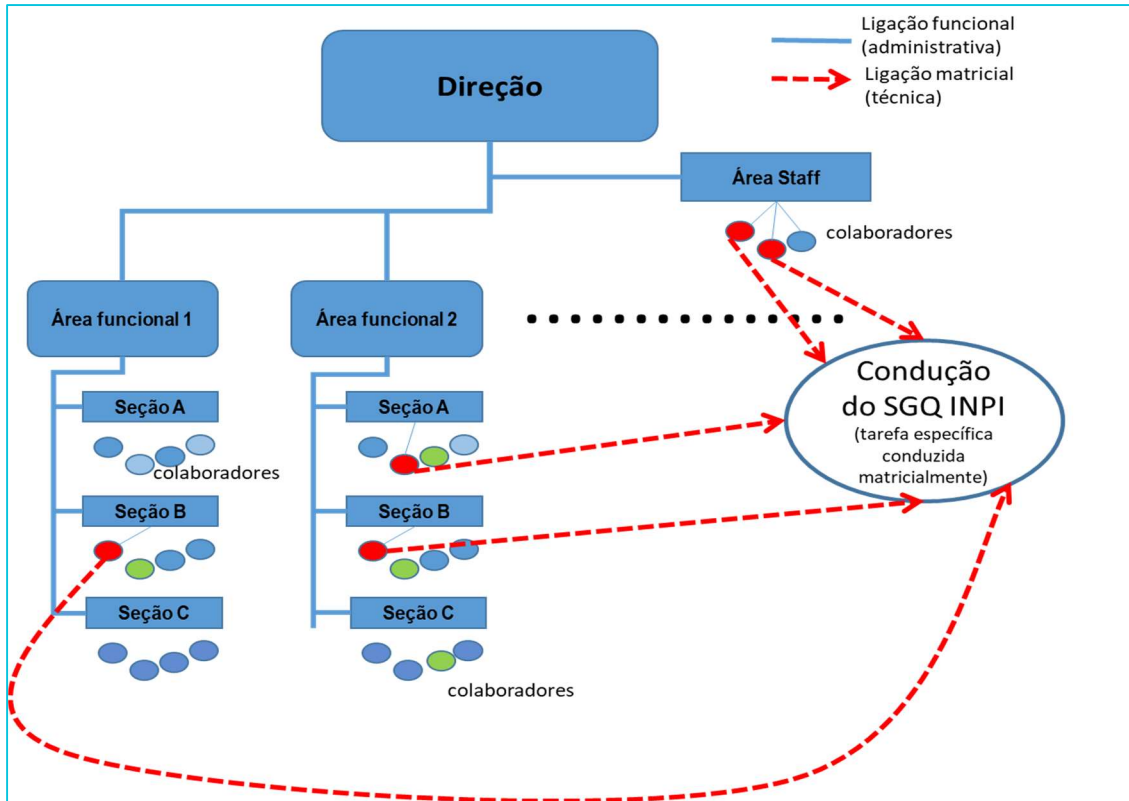 Ligação funcional
(administrativa)
Ligação matricial
(técnica)
Direção
Área Staff
colaboradores
Área funcional 1
Área funcional 2
Condução
do SGQ INPI
(tarefa específica
conduzida
matricialmente)
Seção A
colaboradores
Seção B
Seção C
Seção A
Seção B
Seção C
colaboradores